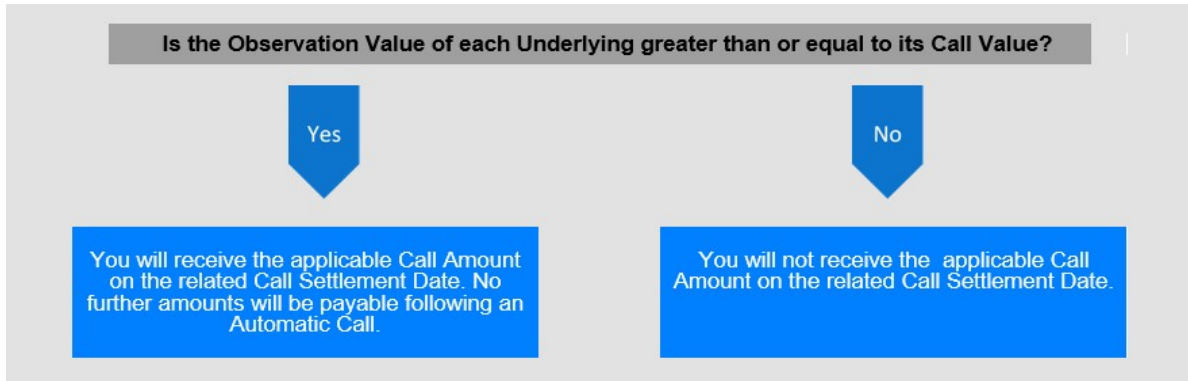 Is the Observation Value of each Underlying greater than or equal to its Call Value?
Yes
No
You will receive the applicable Call Amount
on the related Call Settlement Date. No
further amounts will be payable following an
Automatic Call.
You will not receive the  applicable Call
Amount on the related Call Settlement Date.